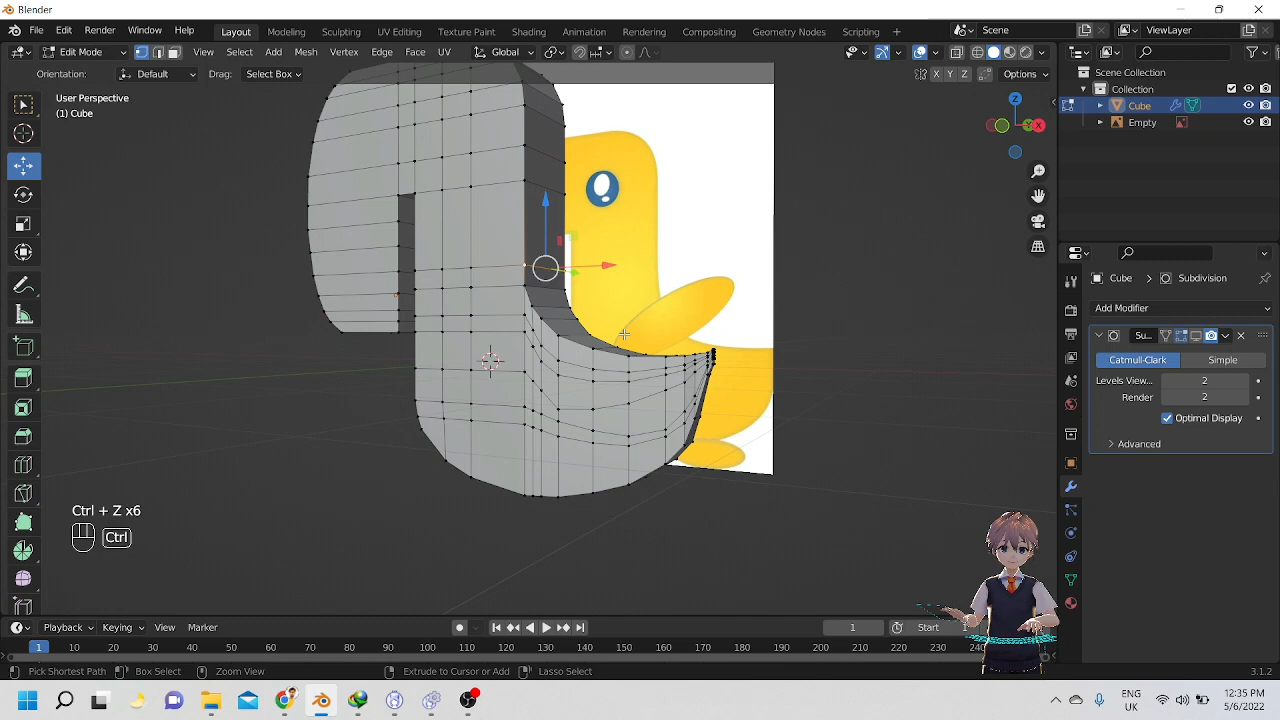 Blender
File Edit Render Window Help
Layout Modeling Sculpting UV Editing Texture Paint Shading Animation Rendering Compositing Geometry Nodes Scripting +
Scene
ViewLayer
Edit Mode
View Select Add Mesh Vertex Edge Face UV
Global
Orientation: Default Drag: Select Box
X Y Z
Options
User Perspective
(1) Cube
Z
X
Scene Collection
Collection
Cube
Empty
Cube Subdivision
Add Modifier
Su...
Catmull-Clark Simple
Levels View... 2
Render 2
Optimal Display
Advanced
Ctrl + Z x6
Ctrl
Playback Keying View Marker
1
Start
1 10 20 30 40 50 60 70 80 90 100 110 120 130 140 150 160 170 180 190 200 210 220 230
Pick Shortest Path Box Select Zoom View Extrude to Cursor or Add Lasso Select
3.1.2
ENG
UK
12:35 PM
5/6/2022